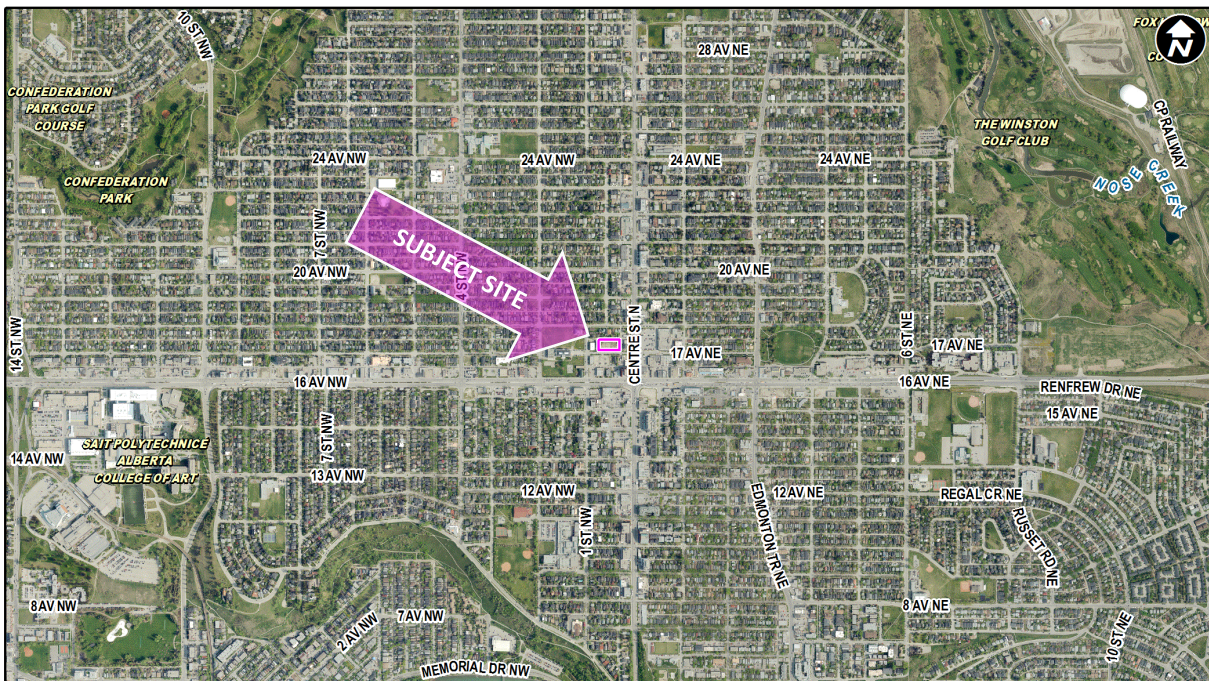 10 ST NW
28 AV NE
FOX
N
CO
CONFEDERATION
PARK GOLF
COURSE
CP RAILWAY
THE WINSTON
GOLF CLUB
24 AV NW
24 AV NW
24 AV NE
24 AV NE
CONFEDERATION
PARK
NOSE CREEK
7 ST NW
SUBJECT SITE
4 ST NW
20 AV NW
20 AV NE
14 ST NW
CENTRE ST N
6 ST NE
17 AV NE
17 AV NE
16 AV NW
16 AV NE
RENFREW DR NE
15 AV NE
7 ST NW
SAIT POLYTECHNICE
ALBERTA
COLLEGE OF ART
14 AV NW
13 AV NW
12 AV NW
12 AV NE
REGAL CR NE
EDMONTON TR NE
RUSSET RD NE
1 ST NW
8 AV NW
7 AV NW
2 AV NW
8 AV NE
10 ST NE
MEMORIAL DR NW